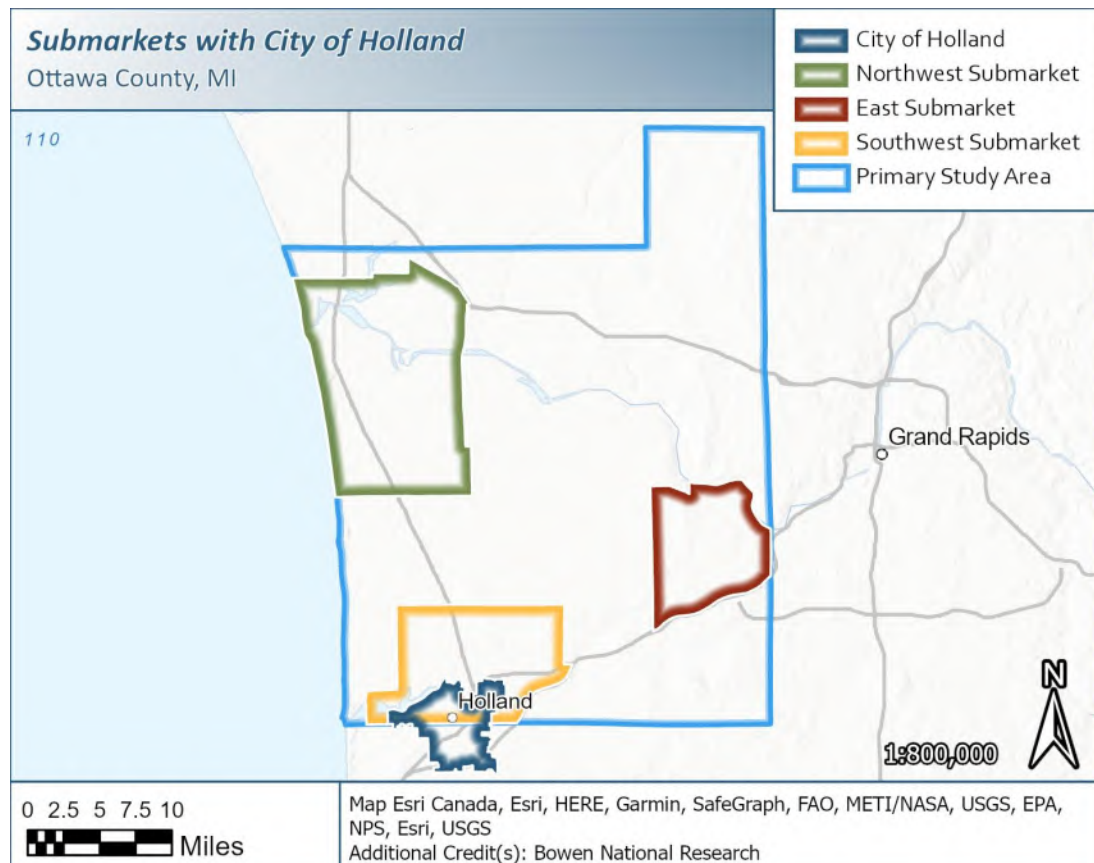 Submarkets with City of Holland
Ottawa County, MI
City of Holland
Northwest Submarket
East Submarket
Southwest Submarket
Primary Study Area
110
Grand Rapids
Holland
N
1:800,000
0 2.5 5 7.5 10
Miles
Map Esri Canada, Esri, HERE, Garmin, SafeGraph, FAO, METI/NASA, USGS, EPA,
NPS, Esri, USGS
Additional Credit(s): Bowen National Research